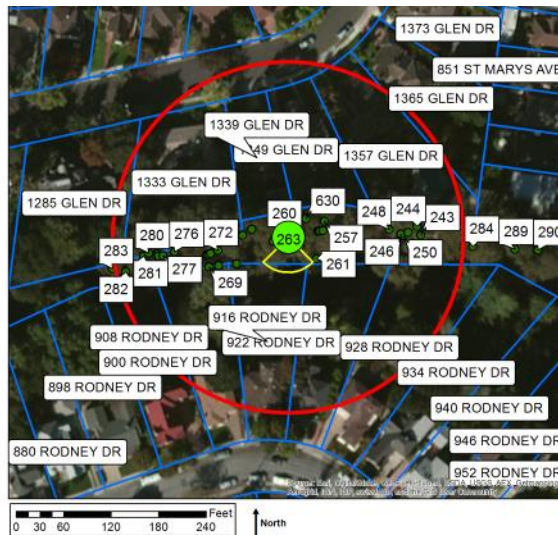 1373 GLEN DR
851 ST MARYS AVE
1365 GLEN DR
1339 GLEN DR
49 GLEN DR
1357 GLEN DR
1333 GLEN DR
1285 GLEN DR
260
630
248
244
243
280
276
272
263
257
284
289
290
283
281
277
246
250
282
269
261
916 RODNEY DR
908 RODNEY DR
922 RODNEY DR
928 RODNEY DR
900 RODNEY DR
934 RODNEY DR
898 RODNEY DR
940 RODNEY DR
880 RODNEY DR
946 RODNEY DR
952 RODNEY DR
Feet
0 30 60 120 180 240
North